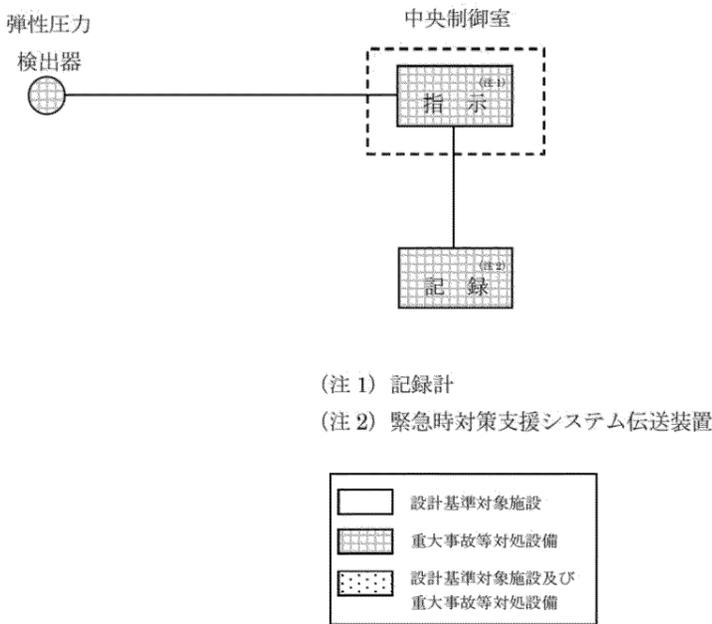 弾性圧力
検出器
中央制御室
(注1)
指 示
(注2)
記 録
(注1) 記録計
(注2) 緊急時対策支援システム伝送装置
設計基準対象施設
重大事故等対処設備
設計基準対象施設及び
重大事故等対処設備